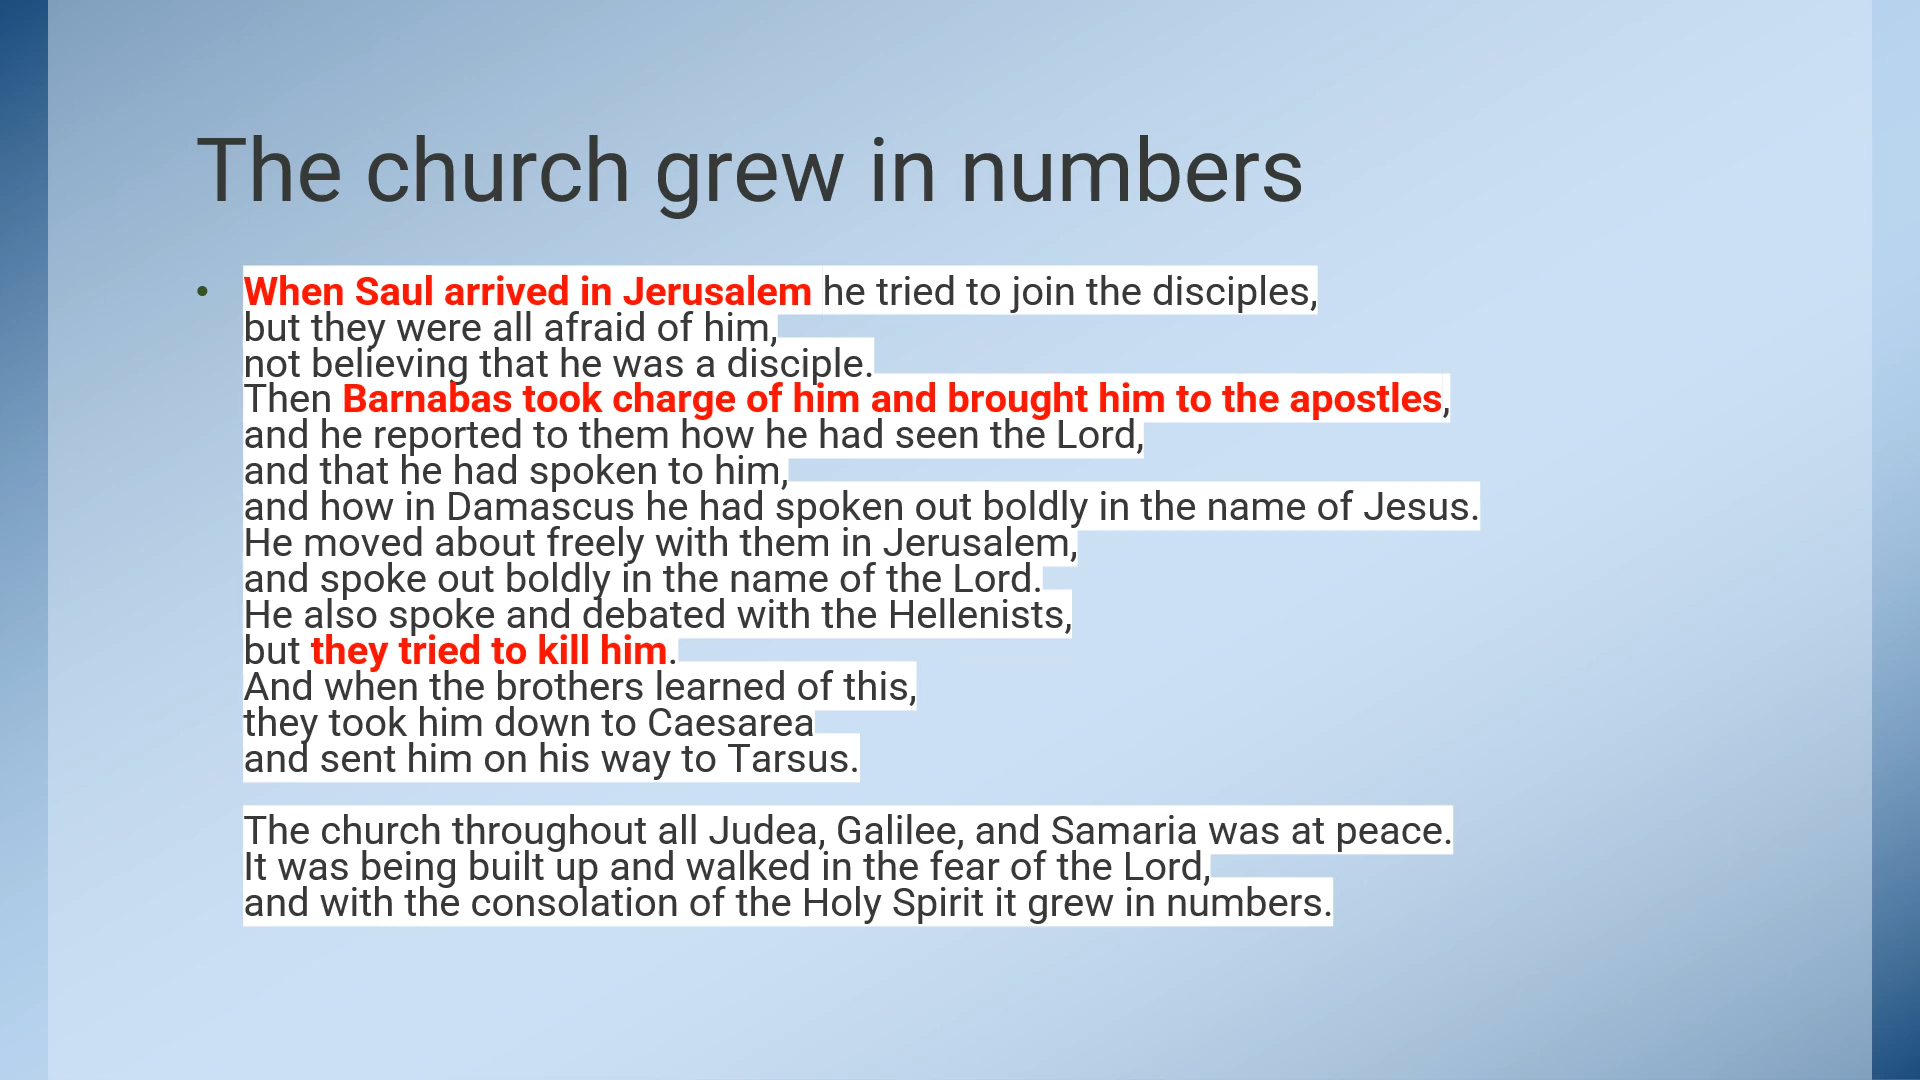 The church grew in numbers
• When Saul arrived in Jerusalem he tried to join the disciples,
but they were all afraid of him,
not believing that he was a disciple.
Then Barnabas took charge of him and brought him to the apostles,
and he reported to them how he had seen the Lord,
and that he had spoken to him,
and how in Damascus he had spoken out boldly in the name of Jesus.
He moved about freely with them in Jerusalem,
and spoke out boldly in the name of the Lord.
He also spoke and debated with the Hellenists,
but they tried to kill him.
And when the brothers learned of this,
they took him down to Caesarea
and sent him on his way to Tarsus.
The church throughout all Judea, Galilee, and Samaria was at peace.
It was being built up and walked in the fear of the Lord,
and with the consolation of the Holy Spirit it grew in numbers.